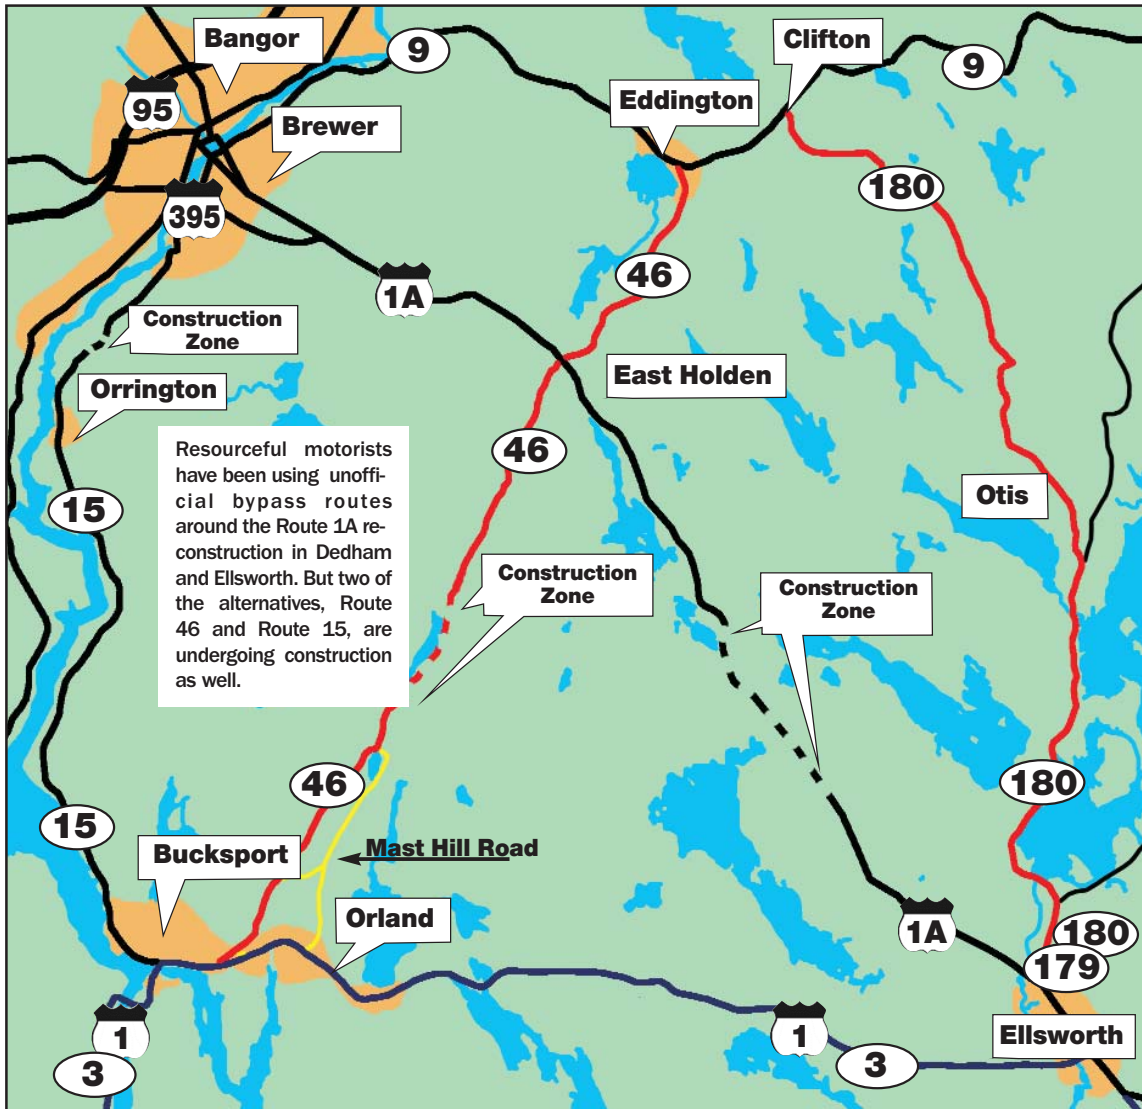 Bangor
9
Clifton
9
95
Eddington
Brewer
180
395
46
1A
Construction
Zone
East Holden
Orrington
46
Resourceful motorists
have been using unoffi-
cial bypass routes
around the Route 1A re-
construction in Dedham
and Ellsworth. But two of
the alternatives, Route
46 and Route 15, are
undergoing construction
as well.
Otis
15
Construction
Zone
Construction
Zone
46
180
15
Mast Hill Road
Bucksport
Orland
1A
180
179
1
3
1
3
Ellsworth